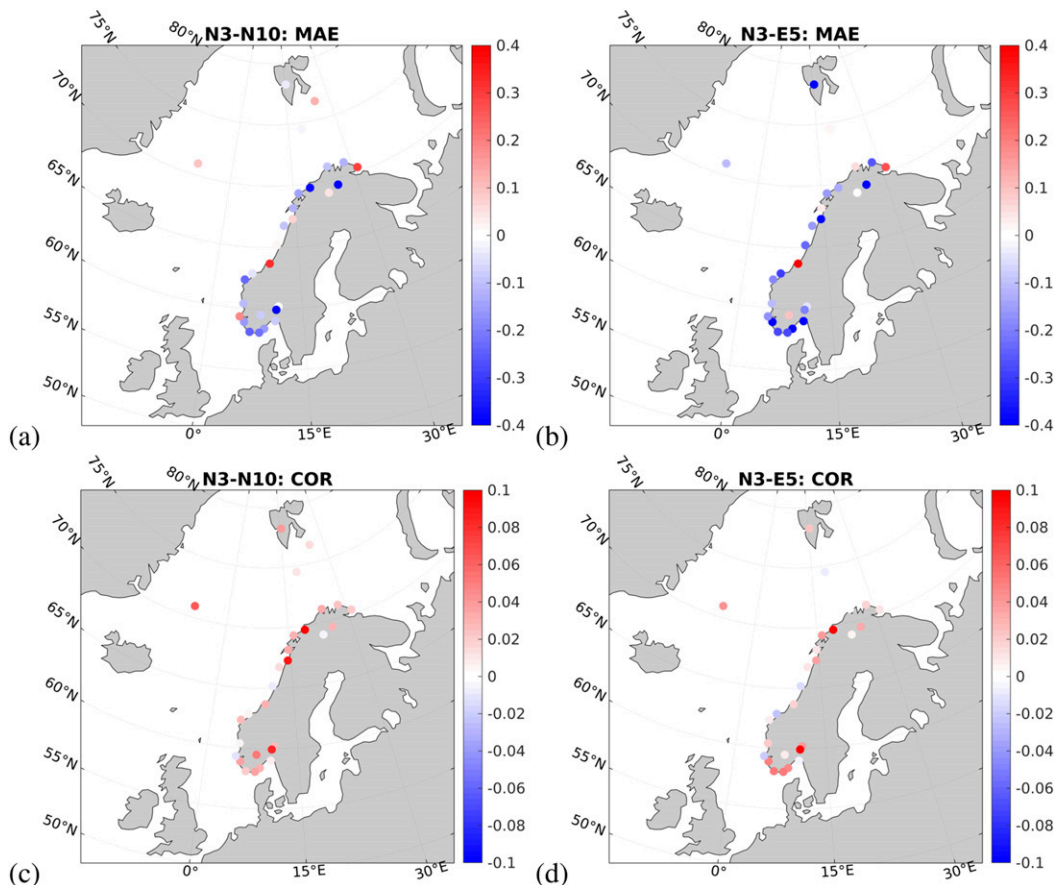 N3-N10: MAE
75°N
80°N
70°N
65°N
60°N
55°N
50°N
0°
15°E
30°E
0.4
0.3
0.2
0.1
0
-0.1
-0.2
-0.3
-0.4
(a)
N3-E5: MAE
75°N
80°N
70°N
65°N
60°N
55°N
50°N
0°
15°E
30°E
0.4
0.3
0.2
0.1
0
-0.1
-0.2
-0.3
-0.4
(b)
N3-N10: COR
75°N
80°N
70°N
65°N
60°N
55°N
50°N
0°
15°E
30°E
0.1
0.08
0.06
0.04
0.02
0
-0.02
-0.04
-0.06
-0.08
-0.1
(c)
N3-E5: COR
75°N
80°N
70°N
65°N
60°N
55°N
50°N
0°
15°E
30°E
0.1
0.08
0.06
0.04
0.02
0
-0.02
-0.04
-0.06
-0.08
-0.1
(d)